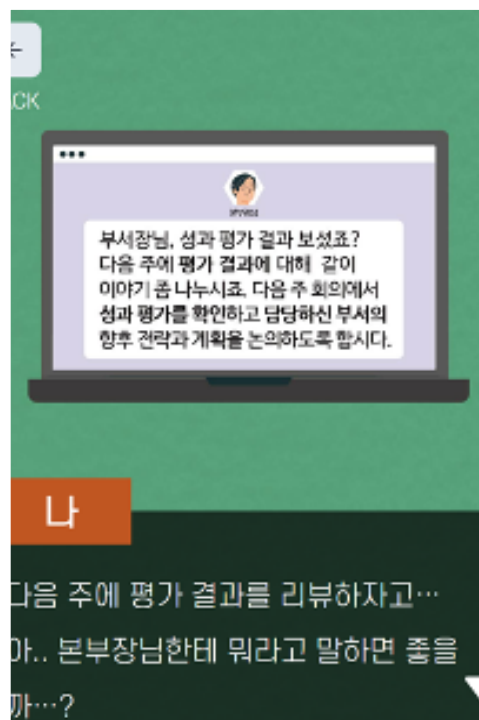 CK
부서장님, 성과 평가 결과 보셨죠?
다음 주에 평가 결과에 대해 같이
이야기 좀 나누시죠. 다음 주 회의에서
성과 평가를 확인하고 담당하신 부서의
향후 전략과 계획을 논의하도록 합시다.
나
다음 주에 평가 결과를 리뷰하자고…
아.. 본부장님한테 뭐라고 말하면 좋을
까…?